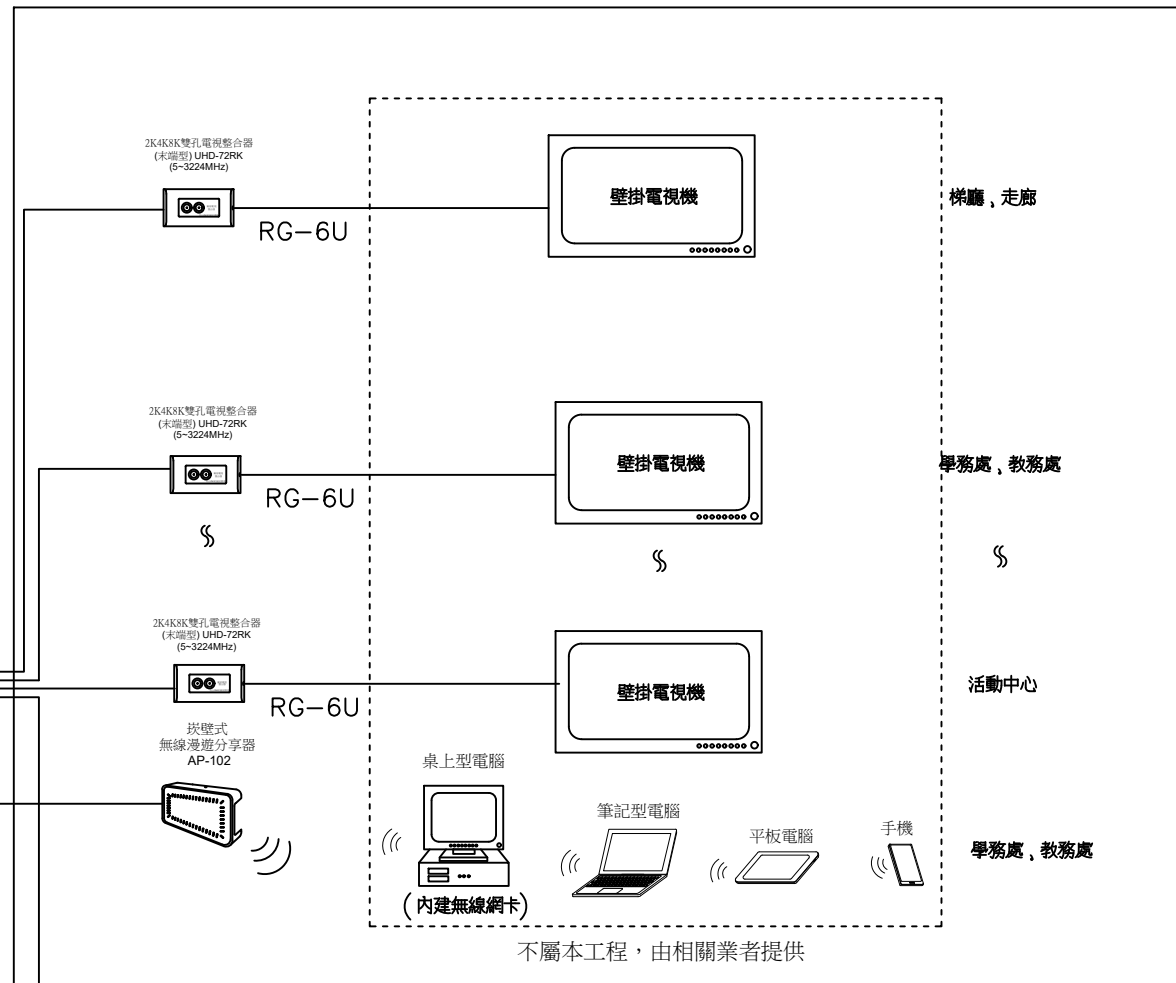 2K4K8K雙孔電視整合器
(末端型) UHD-72RK
(5~3224MHz)
RG-6U
壁掛電視機
梯廳、走廊
2K4K8K雙孔電視整合器
(末端型) UHD-72RK
(5~3224MHz)
RG-6U
壁掛電視機
學務處、教務處
2K4K8K雙孔電視整合器
(末端型) UHD-72RK
(5~3224MHz)
RG-6U
壁掛電視機
活動中心
崁壁式
無線漫遊分享器
AP-102
桌上型電腦
(內建無線網卡)
筆記型電腦
平板電腦
手機
學務處、教務處
不屬本工程，由相關業者提供